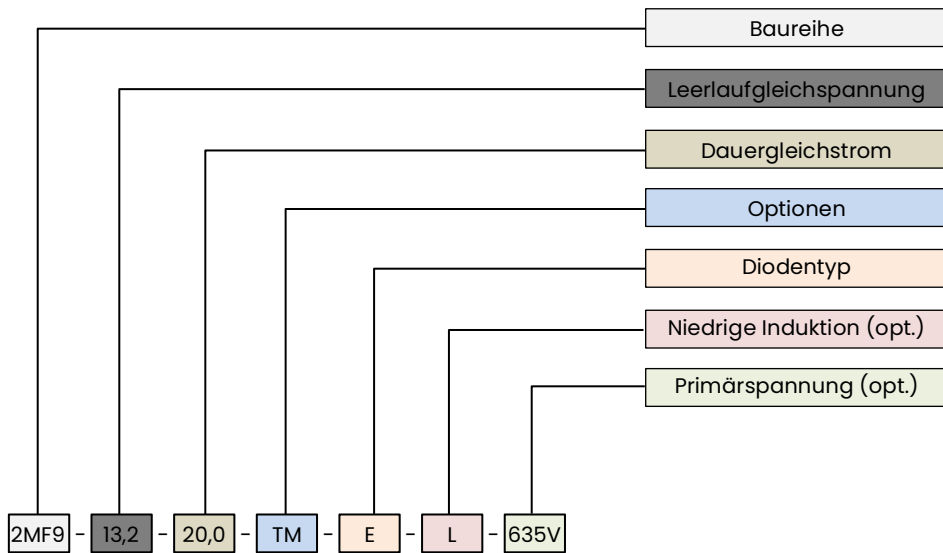 Baureihe
Leerlaufgleichspannung
Dauergleichstrom
Optionen
Diodentyp
Niedrige Induktion (opt.)
Primärspannung (opt.)
2MF9 - 13,2 - 20,0 - TM - E - L - 635V